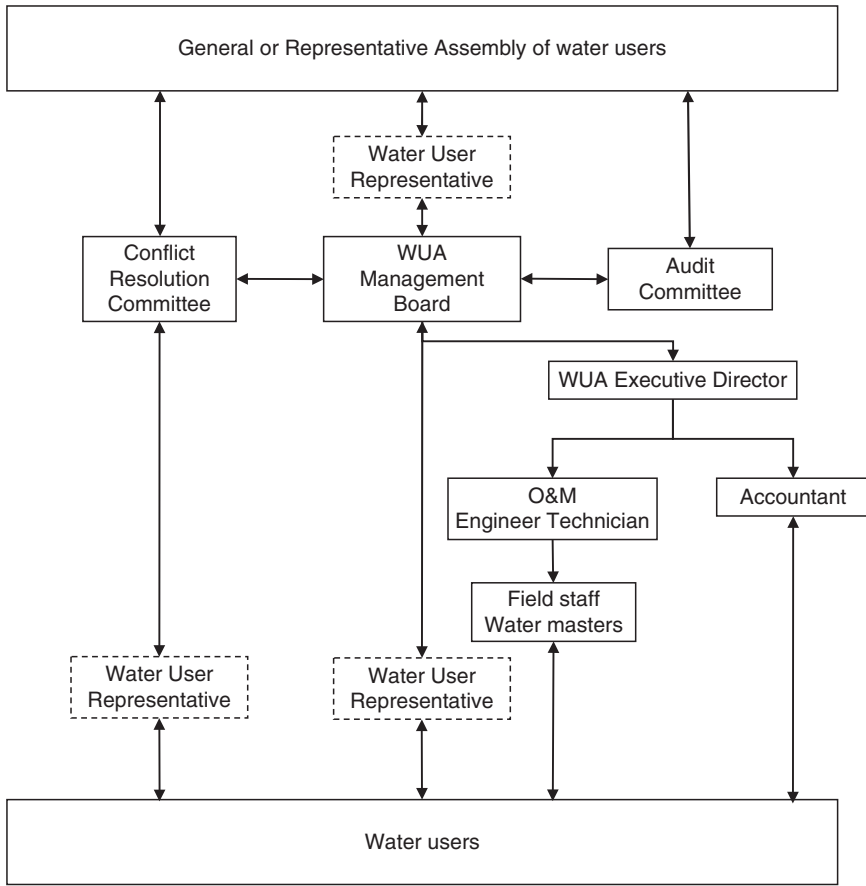 General or Representative Assembly of water users
Water User
Representative
Conflict
Resolution
Committee
WUA
Management
Board
Audit
Committee
WUA Executive Director
O&M
Engineer Technician
Accountant
Field staff
Water masters
Water User
Representative
Water User
Representative
Water users